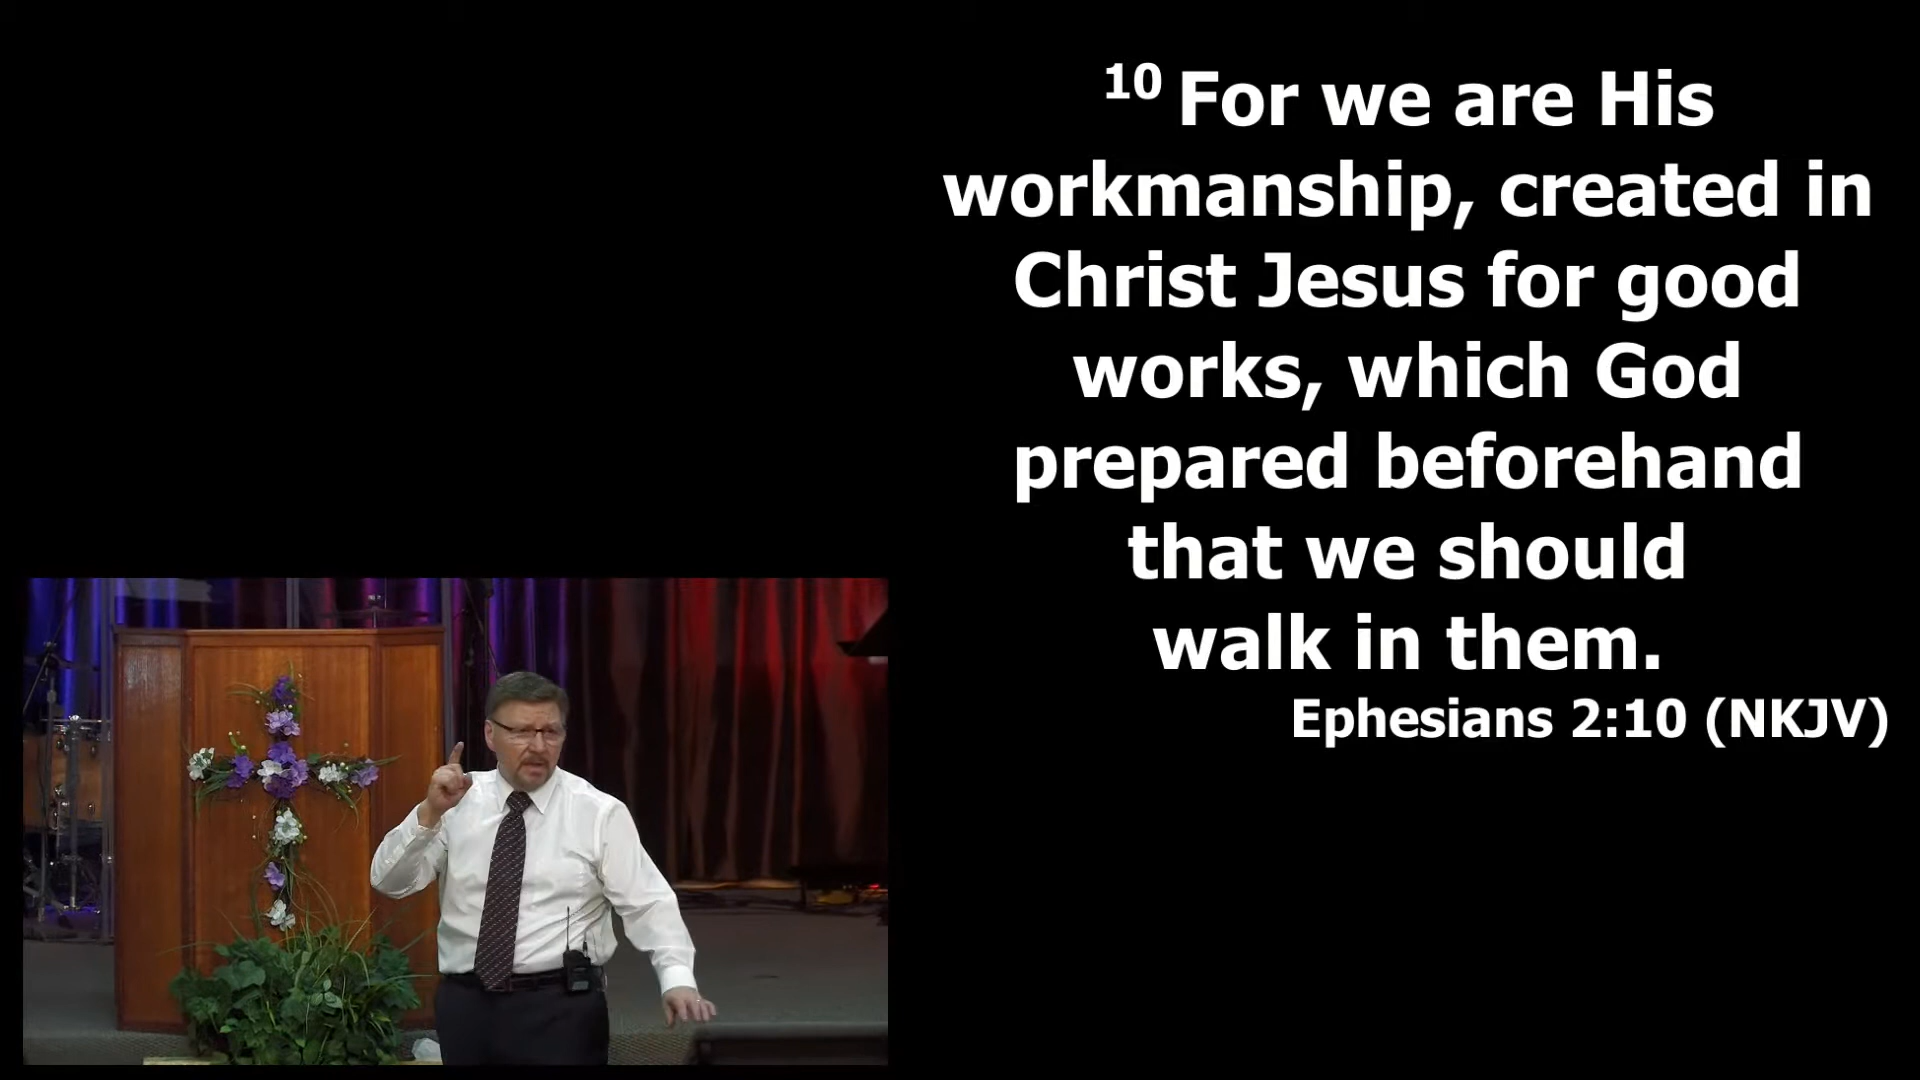 10 For we are His
workmanship, created in
Christ Jesus for good
works, which God
prepared beforehand
that we should
walk in them.
Ephesians 2:10 (NKJV)